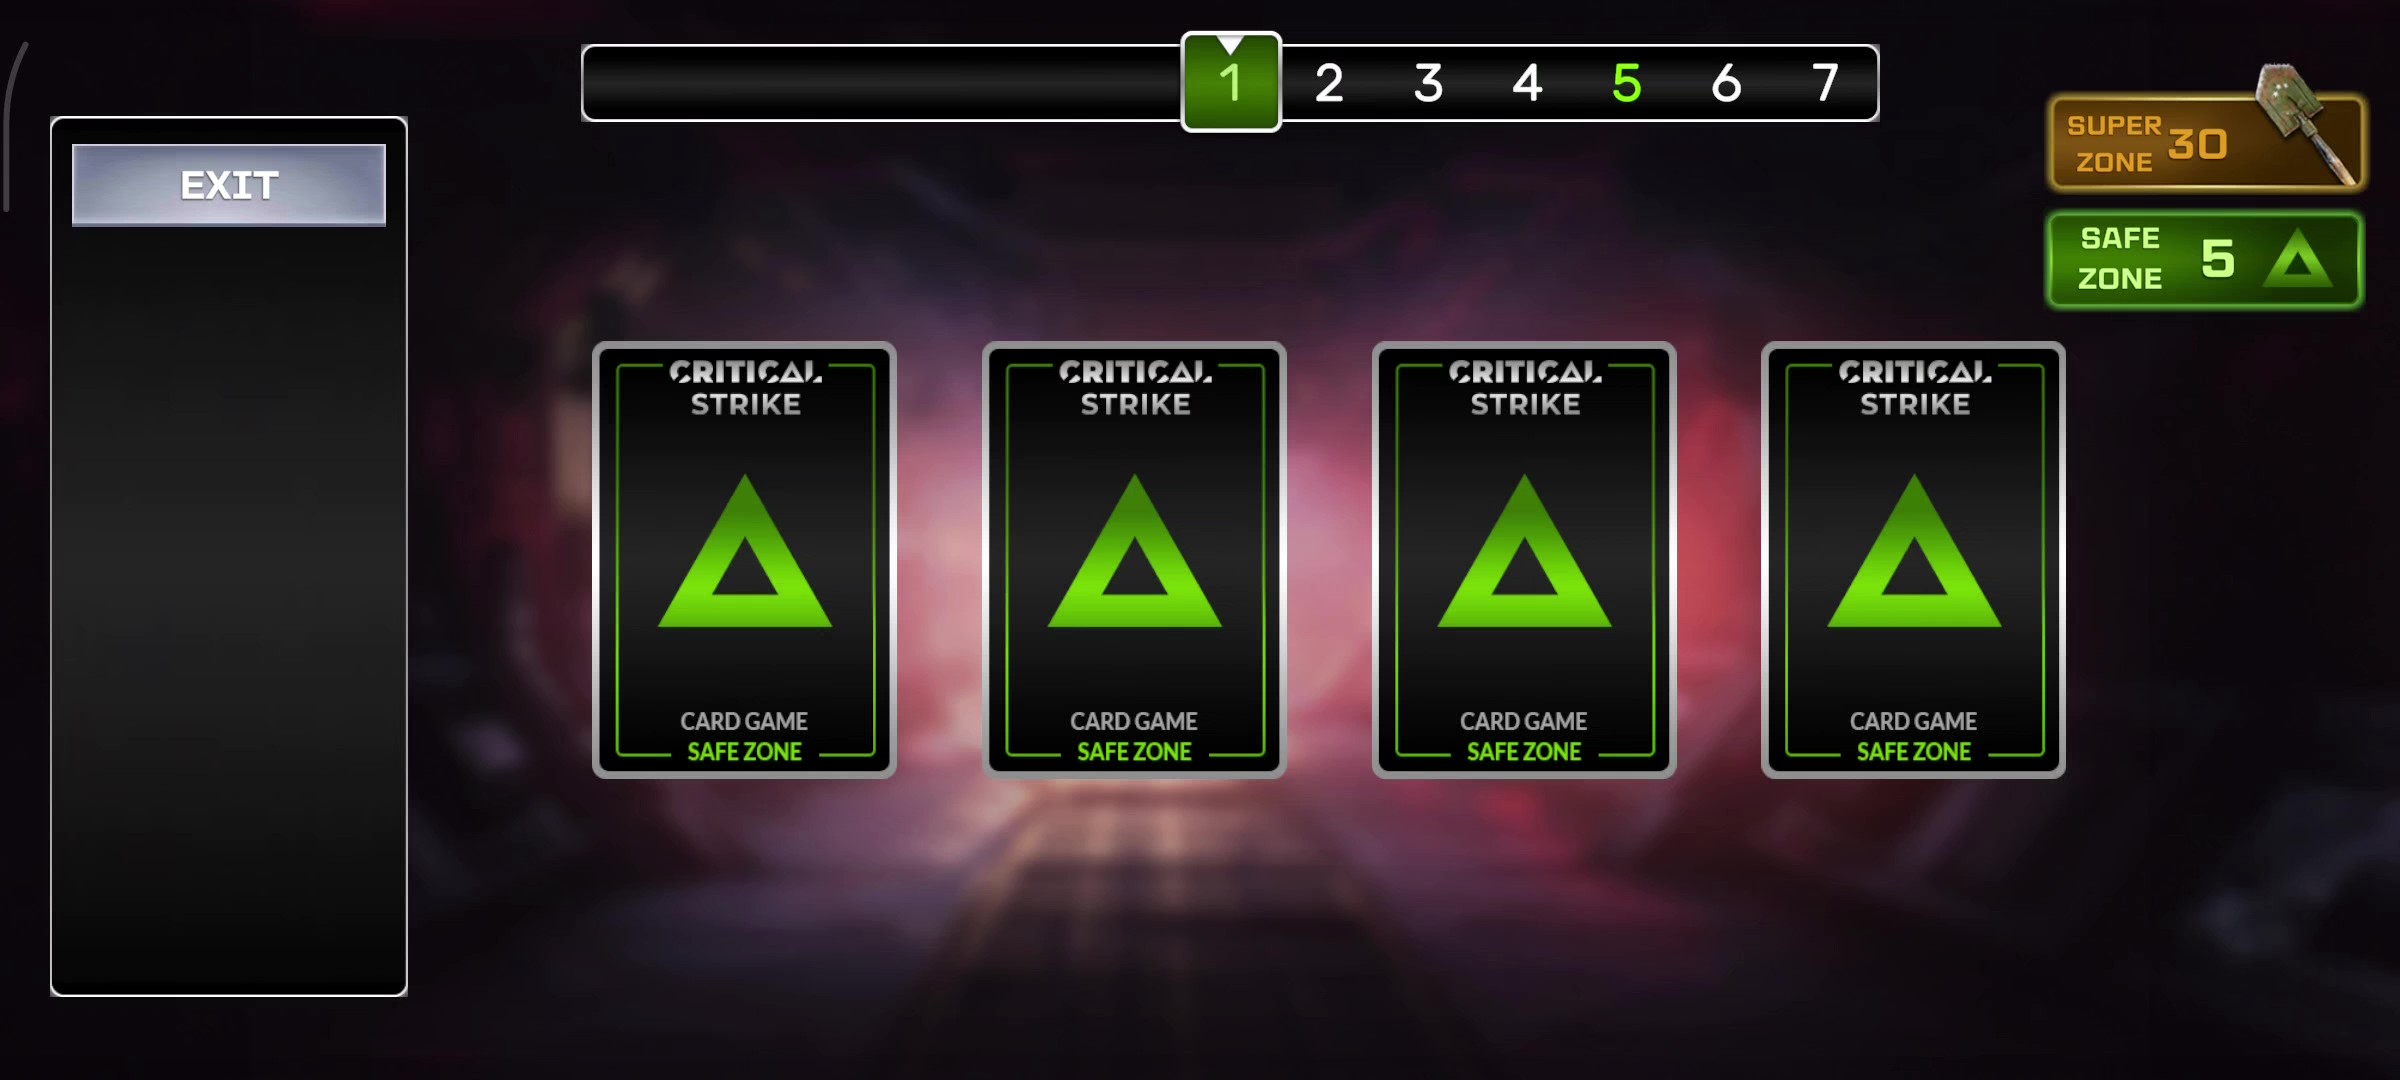 1 2 3 4 5 6 7
EXIT
SUPER
ZONE
30
SAFE
ZONE
5
CRITICAL
STRIKE
CARD GAME
SAFE ZONE
CRITICAL
STRIKE
CARD GAME
SAFE ZONE
CRITICAL
STRIKE
CARD GAME
SAFE ZONE
CRITICAL
STRIKE
CARD GAME
SAFE ZONE